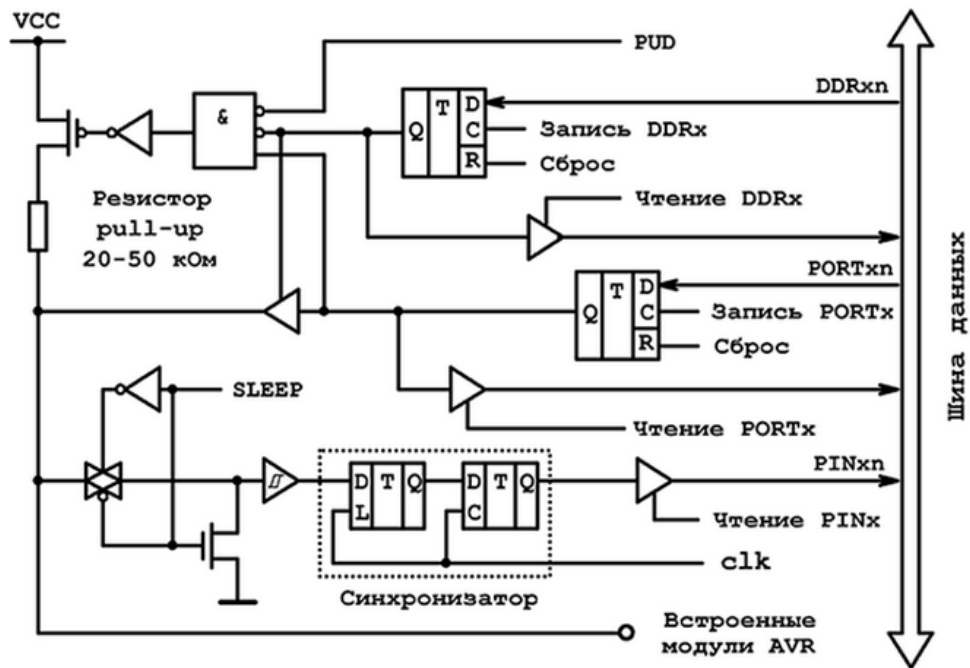 VCC
PUD
&
DDRxn
Q T D
C
R
Запись DDRx
Сброс
Резистор
pull-up
20-50 кОм
Чтение DDRx
PORTxn
Q T D
C
R
Запись PORTx
Сброс
SLEEP
Чтение PORTx
PINxn
D T Q
L
D T Q
C
Чтение PINx
clk
Синхронизатор
Встроенные
модули AVR
Шина данных